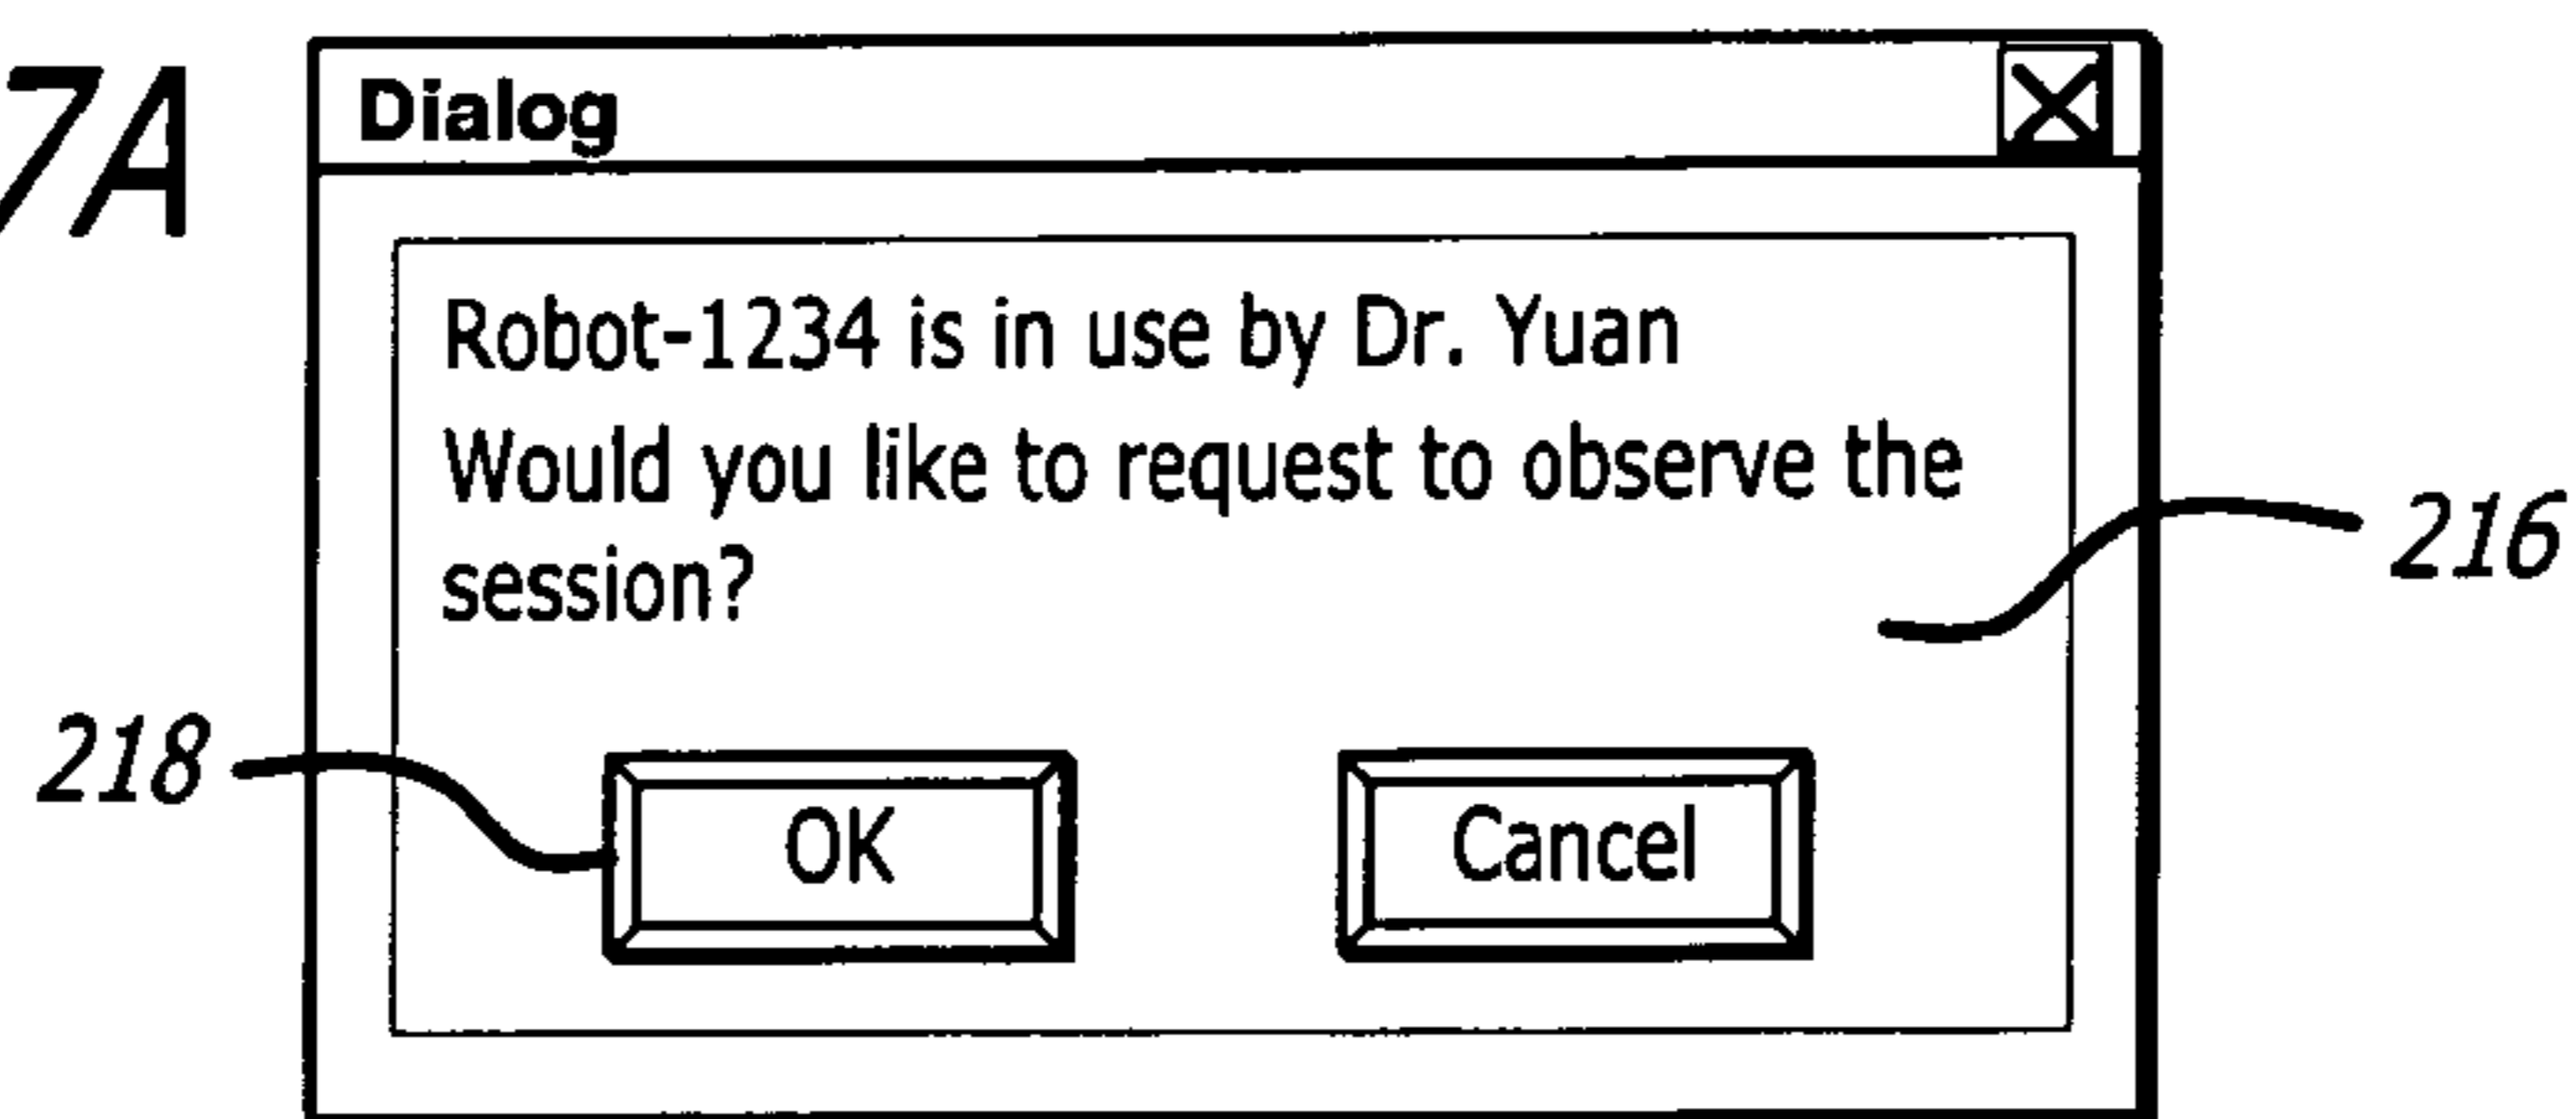 7A
Dialog
Robot-1234 is in use by Dr. Yuan
Would you like to request to observe the
session?
216
218
OK
Cancel